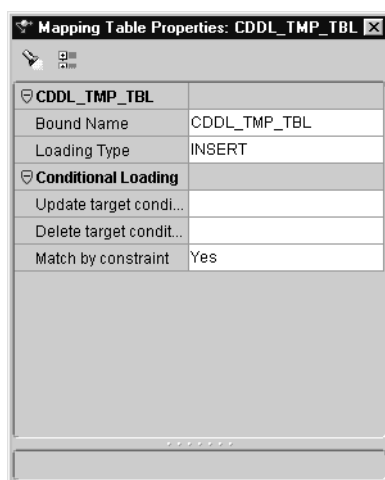 Mapping Table Properties: CDDL_TMP_TBL
CDDL_TMP_TBL
Bound Name CDDL_TMP_TBL
Loading Type INSERT
Conditional Loading
Update target condi...
Delete target condit...
Match by constraint Yes